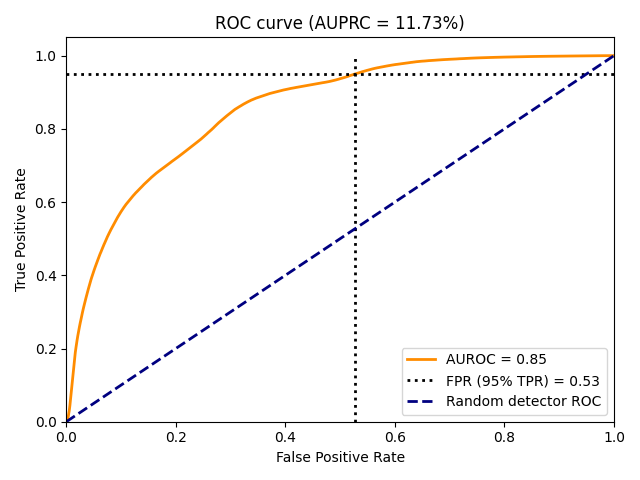 ROC curve (AUPRC = 11.73%)
True Positive Rate
1.0
0.8
0.6
0.4
0.2
0.0
AUROC = 0.85
FPR (95% TPR) = 0.53
Random detector ROC
0.0 0.2 0.4 0.6 0.8 1.0
False Positive Rate